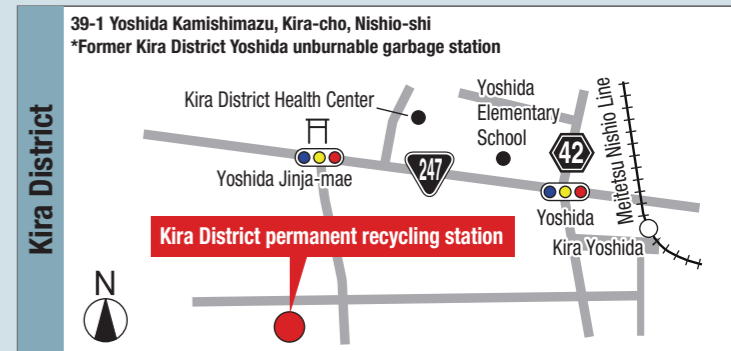 39-1 Yoshida Kamishimazu, Kira-cho, Nishio-shi
*Former Kira District Yoshida unburnable garbage station
Kira District
Kira District Health Center
Yoshida
Elementary
School
Meitetsu Nishio Line
42
247
Yoshida Jinja-mae
Yoshida
Kira District permanent recycling station
Kira Yoshida
N